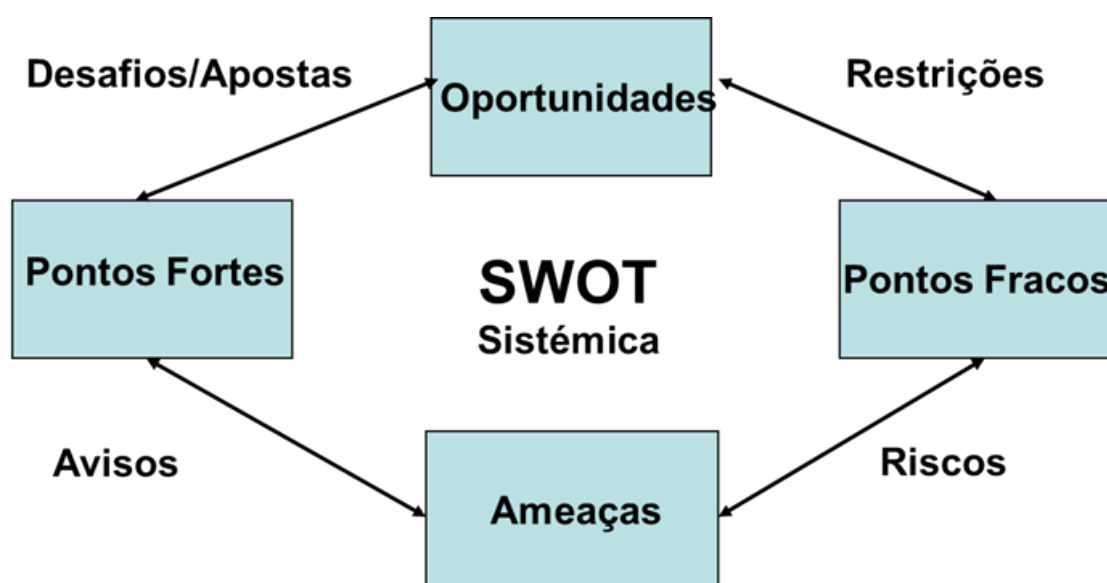 Desafios/Apostas
Oportunidades
Restrições
Pontos Fortes
SWOT
Sistémica
Pontos Fracos
Avisos
Ameaças
Riscos